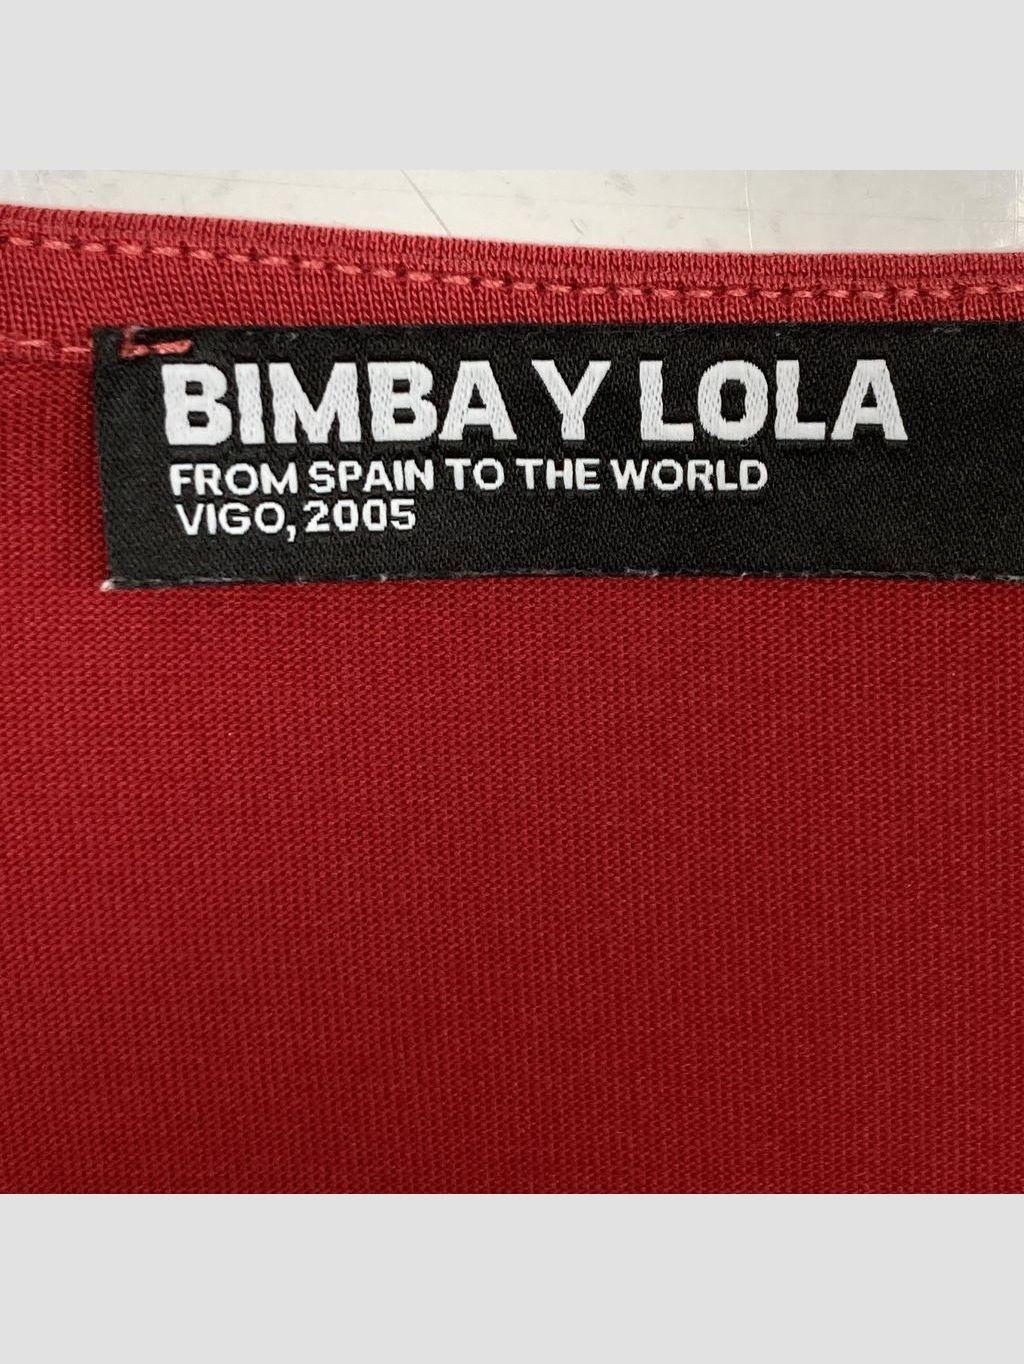 BIMBA Y LOLA
FROM SPAIN TO THE WORLD
VIGO, 2005